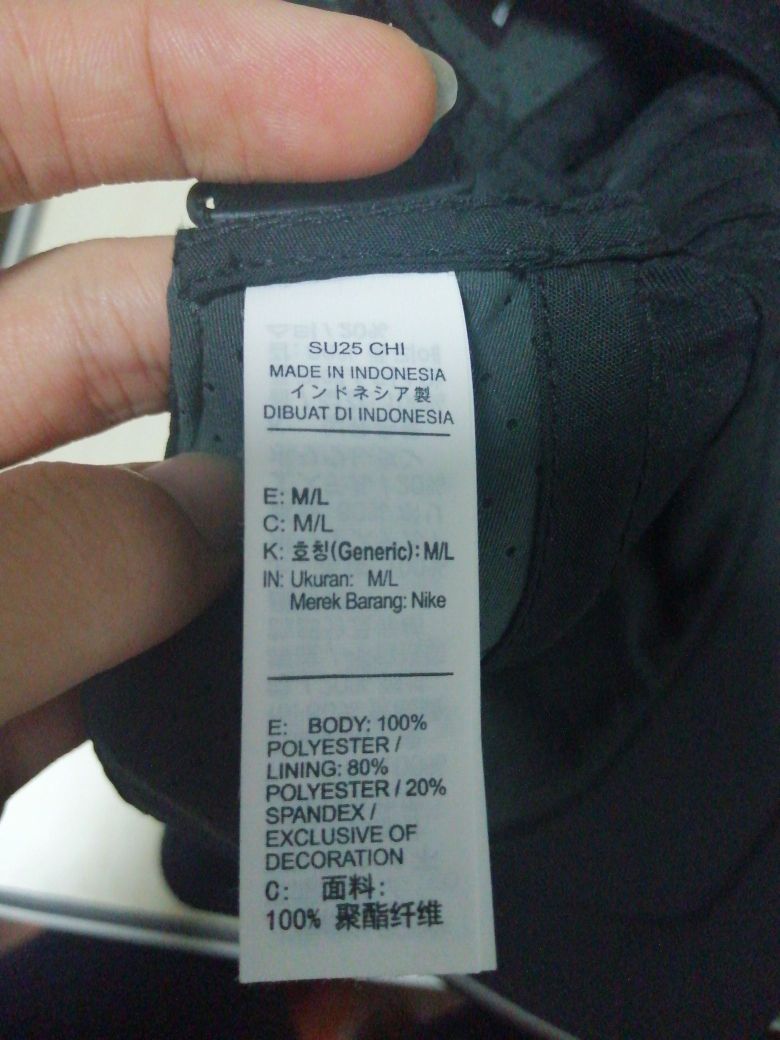 SU25 CHI
MADE IN INDONESIA
インドネシア製
DIBUAT DI INDONESIA
E: M/L
C: M/L
K: 호칭(Generic): M/L
IN: Ukuran: M/L
Merek Barang: Nike
E: BODY: 100%
POLYESTER /
LINING: 80%
POLYESTER / 20%
SPANDEX /
EXCLUSIVE OF
DECORATION
C: 面料:
100% 聚酯纤维